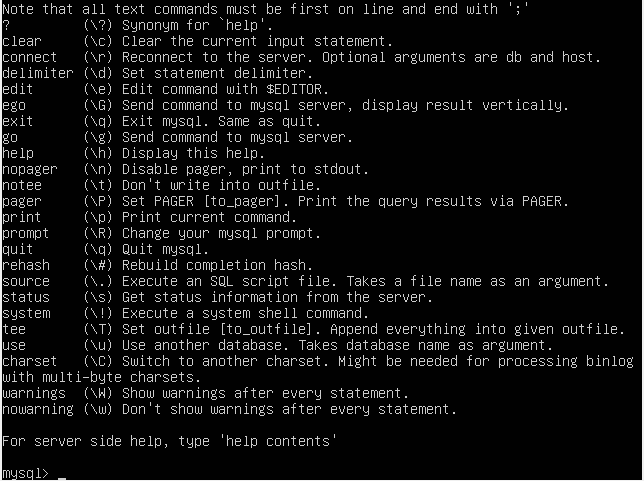 Note that all text commands must be first on line and end with ';'
?         (\?) Synonym for `help'.
clear     (\c) Clear the current input statement.
connect   (\r) Reconnect to the server. Optional arguments are db and host.
delimiter (\d) Set statement delimiter.
edit      (\e) Edit command with $EDITOR.
ego       (\G) Send command to mysql server, display result vertically.
exit      (\q) Exit mysql. Same as quit.
go        (\g) Send command to mysql server.
help      (\h) Display this help.
nopager   (\n) Disable pager, print to stdout.
notee     (\t) Don't write into outfile.
pager     (\P) Set PAGER [to_pager]. Print the query results via PAGER.
print     (\p) Print current command.
prompt    (\R) Change your mysql prompt.
quit      (\q) Quit mysql.
rehash    (\#) Rebuild completion hash.
source    (\.) Execute an SQL script file. Takes a file name as an argument.
status    (\s) Get status information from the server.
system    (\!) Execute a system shell command.
tee       (\T) Set outfile [to_outfile]. Append everything into given outfile.
use       (\u) Use another database. Takes database name as argument.
charset   (\C) Switch to another charset. Might be needed for processing binlog
with multi-byte charsets.
warnings  (\W) Show warnings after every statement.
nowarning (\w) Don't show warnings after every statement.
For server side help, type 'help contents'
mysql> _